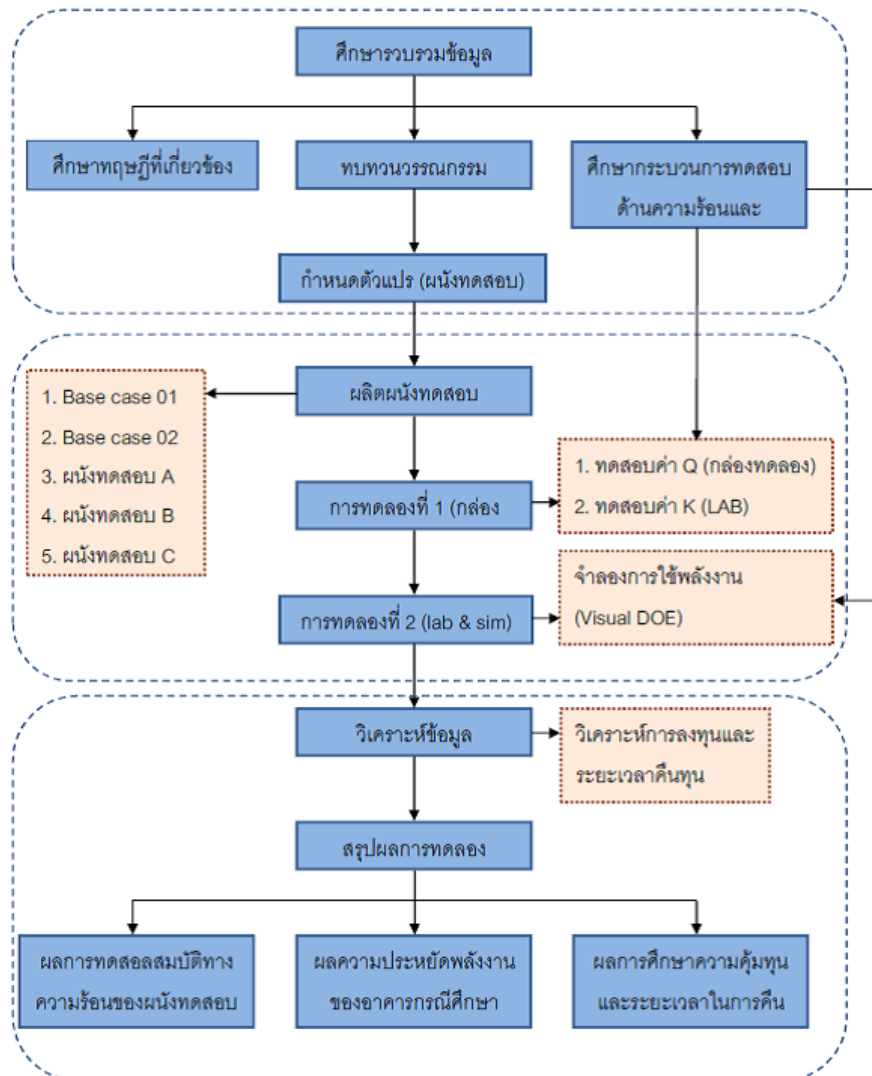 ศึกษารวบรวมข้อมูล
ศึกษาทฤษฏีที่เกี่ยวข้อง
ทบทวนวรรณกรรม
ศึกษากระบวนการทดสอบ
ด้านความร้อนและ
กำหนดตัวแปร (ผนังทดสอบ)
ผลิตผนังทดสอบ
1. Base case 01
2. Base case 02
3. ผนังทดสอบ A
4. ผนังทดสอบ B
5. ผนังทดสอบ C
การทดลองที่ 1 (กล่อง
1. ทดสอบค่า Q (กล่องทดลอง)
2. ทดสอบค่า K (LAB)
การทดลองที่ 2 (lab & sim)
จำลองการใช้พลังงาน
(Visual DOE)
วิเคราะห์ข้อมูล
วิเคราะห์การลงทุนและ
ระยะเวลาคืนทุน
สรุปผลการทดลอง
ผลการทดสอลสมบัติทาง
ความร้อนของผนังทดสอบ
ผลความประหยัดพลังงาน
ของอาคารกรณีศึกษา
ผลการศึกษาความคุ้มทุน
และระยะเวลาในการคืน